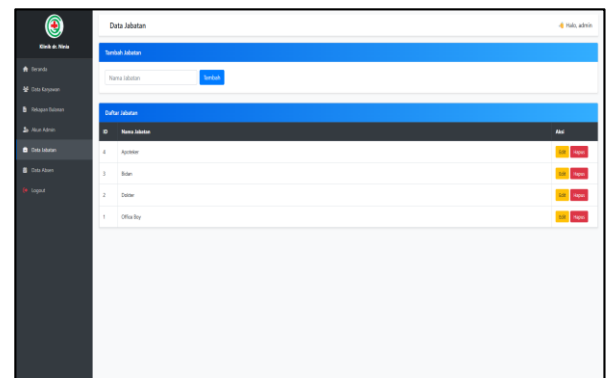 Data Jabatan
Halo, admin
Klinik dr. Ninia
Tambah Jabatan
Beranda
Nama Jabatan
Tambah
Data Karyawan
Rekapan Bulanan
Daftar Jabatan
Akun Admin
ID Nama Jabatan Aksi
Data Jabatan
4 Apoteker Edit Hapus
Data Absen
3 Bidan Edit Hapus
Logout
2 Dokter Edit Hapus
1 Office Boy Edit Hapus